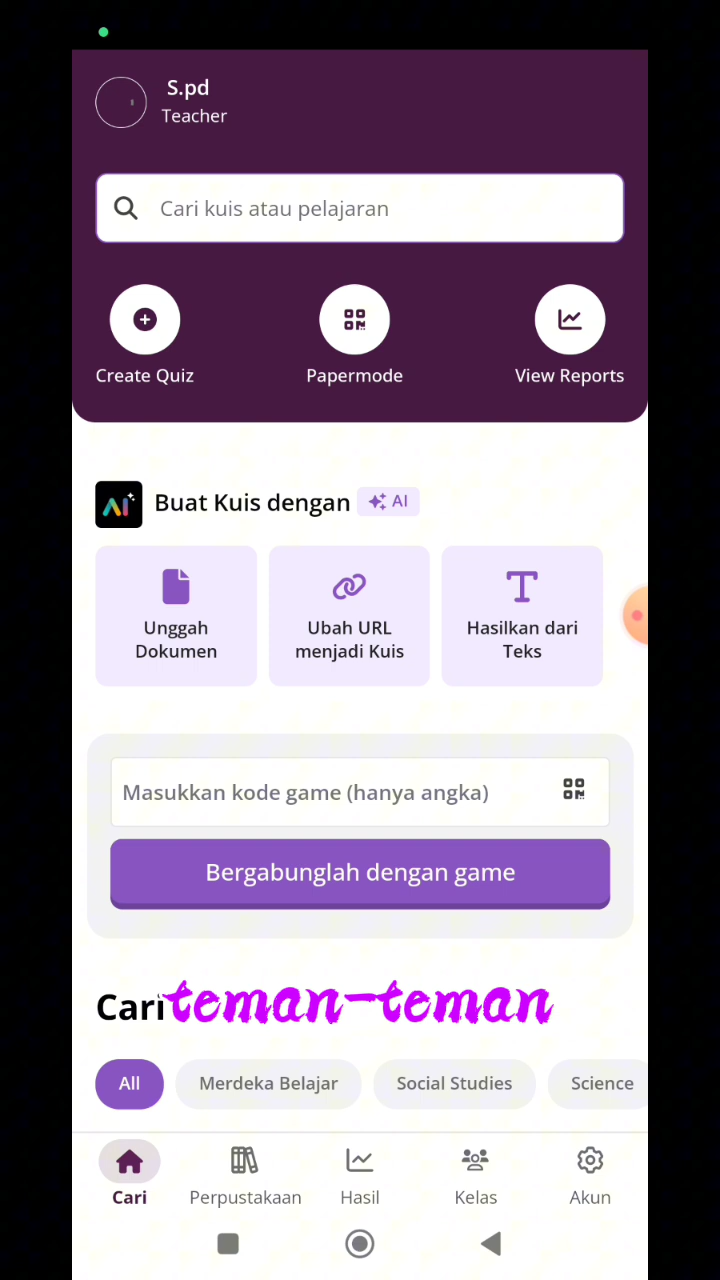 S.pd
Teacher
Cari kuis atau pelajaran
Create Quiz
Papermode
View Reports
AI
Buat Kuis dengan
AI
Unggah
Dokumen
Ubah URL
menjadi Kuis
Hasilkan dari
Teks
Masukkan kode game (hanya angka)
Bergabunglah dengan game
Cari teman-teman
All
Merdeka Belajar
Social Studies
Science
Cari
Perpustakaan
Hasil
Kelas
Akun